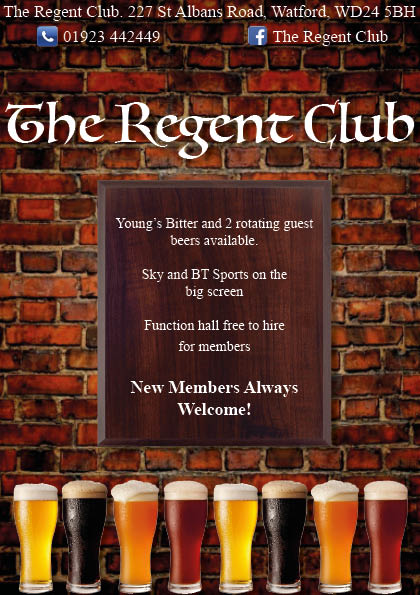 The Regent Club. 227 St Albans Road, Watford, WD24 5BH
01923 442449
The Regent Club
The Regent Club
Young's Bitter and 2 rotating guest
beers available.
Sky and BT Sports on the
big screen
Function hall free to hire
for members
New Members Always
Welcome!